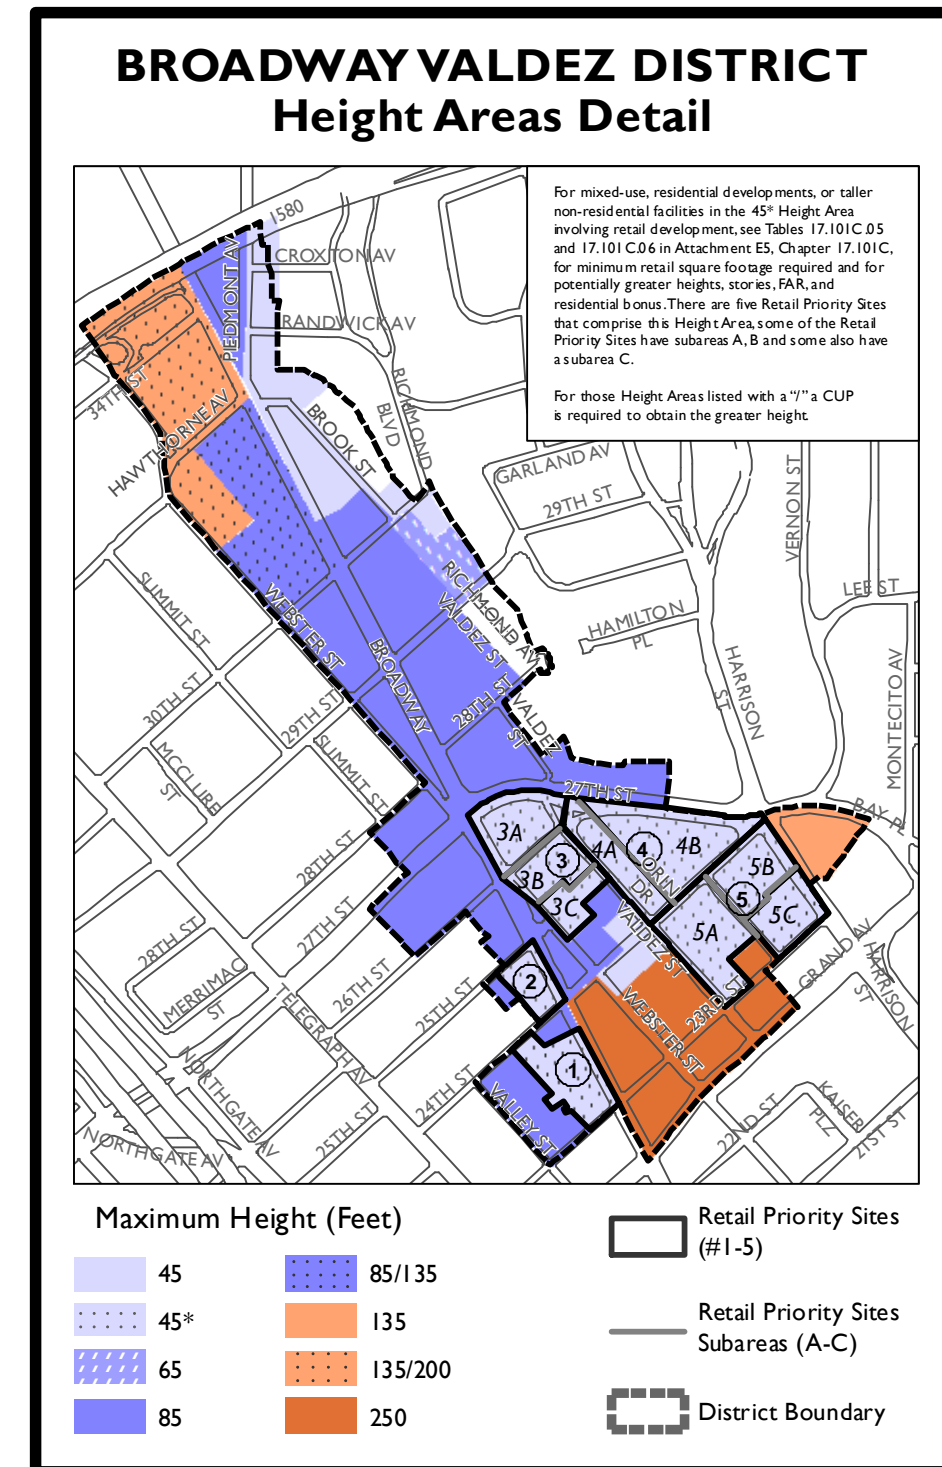 BROADWAY VALDEZ DISTRICT
Height Areas Detail
For mixed-use, residential developments, or taller
non-residential facilities in the 45* Height Area
involving retail development, see Tables 17.101C.05
and 17.101C.06 in Attachment E5, Chapter 17.101C,
for minimum retail square footage required and for
potentially greater heights, stories, FAR, and
residential bonus. There are five Retail Priority Sites
that comprise this Height Area, some of the Retail
Priority Sites have subareas A, B and some also have
a subarea C.
For those Height Areas listed with a "/" a CUP
is required to obtain the greater height.
I580
CROXTON AV
PIEDMONT AV
RANDWICK AV
34TH ST
HAWTHORNE AV
BROOK ST
RICHMOND
BLVD
GARLAND AV
29TH ST
VERNON ST
LEE ST
HAMILTON
PL
HARRISON
ST
MONTECITO AV
BAY PL
RICHMOND AV
VALDEZ ST
WEBSTER ST
BROADWAY
28TH ST
VALDEZ
ST
27TH ST
SUMMIT ST
30TH ST
29TH ST
MCCLURE
ST
SUMMIT ST
28TH ST
27TH ST
28TH ST
MERRIMAC
ST
26TH ST
25TH ST
TELEGRAPH AV
NORTHGATE AV
NORTHGATE AV
25TH ST
24TH ST
VALLEY ST
3A
3
3B
3C
4A
4
4B
ORIN
DR
5B
5
5C
5A
VALDEZ ST
2
1
WEBSTER ST
23RD ST
GRAND AV
HARRISON
ST
22ND ST
KAISER
PLZ
21ST ST
Maximum Height (Feet)
45
45*
65
85
85/135
135
135/200
250
Retail Priority Sites
(#1-5)
Retail Priority Sites
Subareas (A-C)
District Boundary